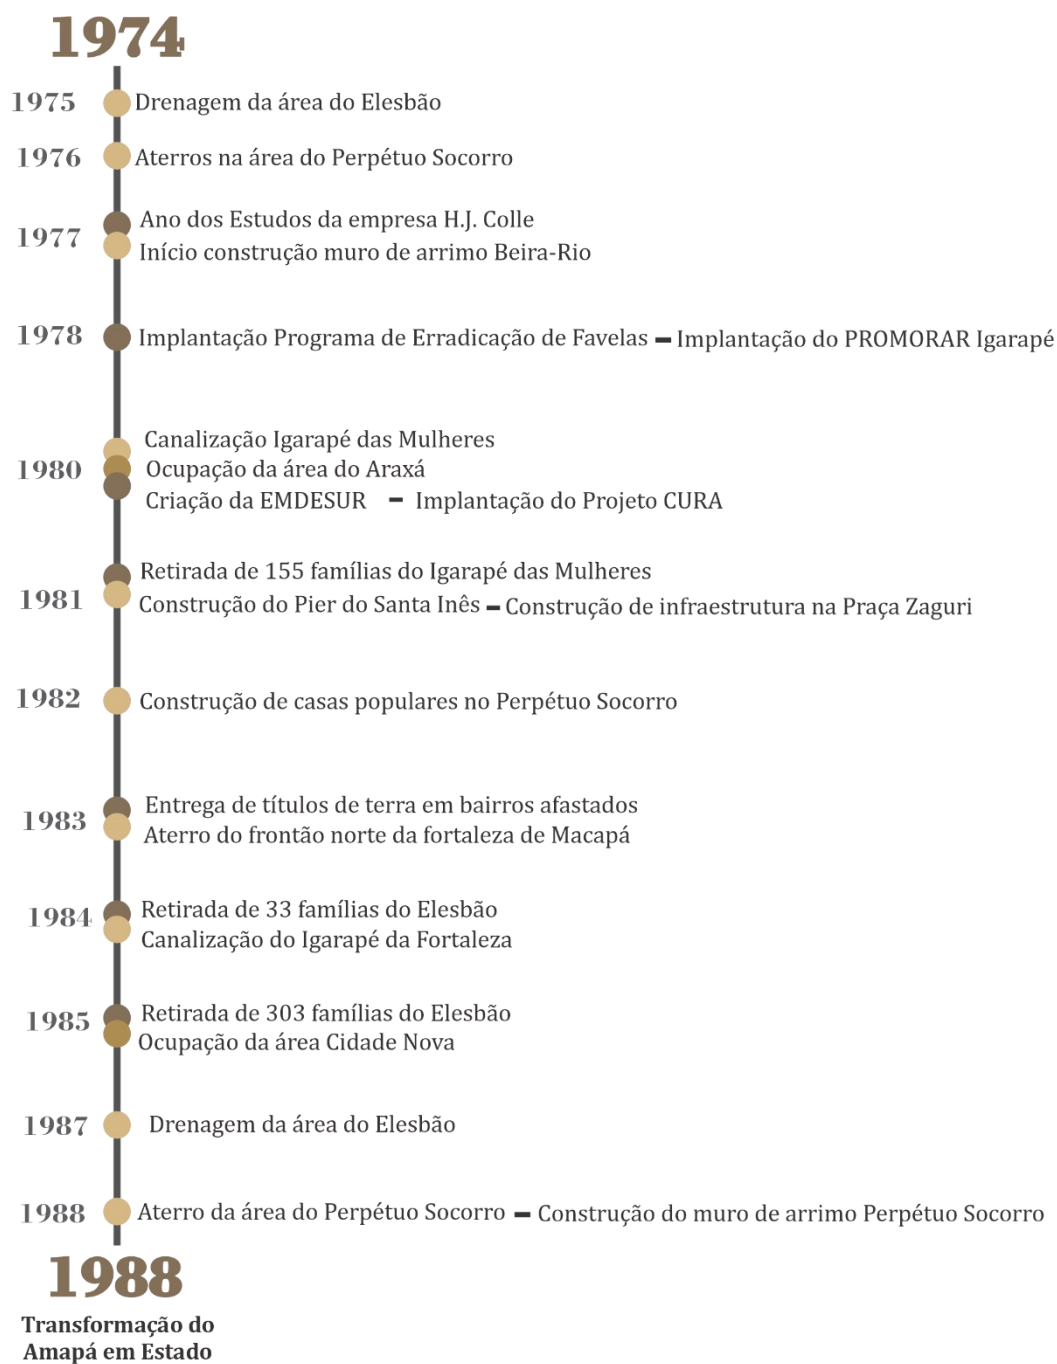 1974
1975 Drenagem da área do Elesbão
1976 Aterros na área do Perpétuo Socorro
1977 Ano dos Estudos da empresa H.J. Colle
Início construção muro de arrimo Beira-Rio
1978 Implantação Programa de Erradicação de Favelas – Implantação do PROMORAR Igarapé
Canalização Igarapé das Mulheres
1980 Ocupação da área do Araxá
Criação da EMDESUR – Implantação do Projeto CURA
Retirada de 155 famílias do Igarapé das Mulheres
1981 Construção do Pier do Santa Inês – Construção de infraestrutura na Praça Zaguri
1982 Construção de casas populares no Perpétuo Socorro
Entrega de títulos de terra em bairros afastados
1983 Aterro do frontão norte da fortaleza de Macapá
1984 Retirada de 33 famílias do Elesbão
Canalização do Igarapé da Fortaleza
1985 Retirada de 303 famílias do Elesbão
Ocupação da área Cidade Nova
1987 Drenagem da área do Elesbão
1988 Aterro da área do Perpétuo Socorro – Construção do muro de arrimo Perpétuo Socorro
1988
Transformação do
Amapá em Estado